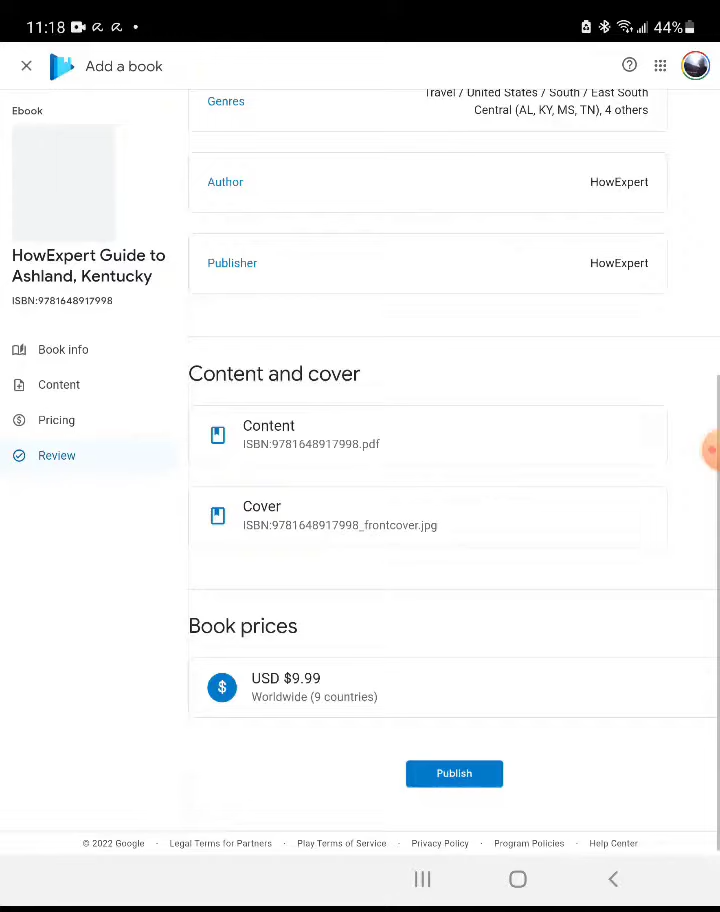 11:18
44%
Add a book
Ebook
Genres
Travel / United States / South / East South
Central (AL, KY, MS, TN), 4 others
Author
HowExpert
Publisher
HowExpert
HowExpert Guide to
Ashland, Kentucky
ISBN:9781648917998
Book info
Content
Pricing
Review
Content and cover
Content
ISBN:9781648917998.pdf
Cover
ISBN:9781648917998_frontcover.jpg
Book prices
$ USD $9.99
Worldwide (9 countries)
Publish
© 2022 Google · Legal Terms for Partners · Play Terms of Service · Privacy Policy · Program Policies · Help Center